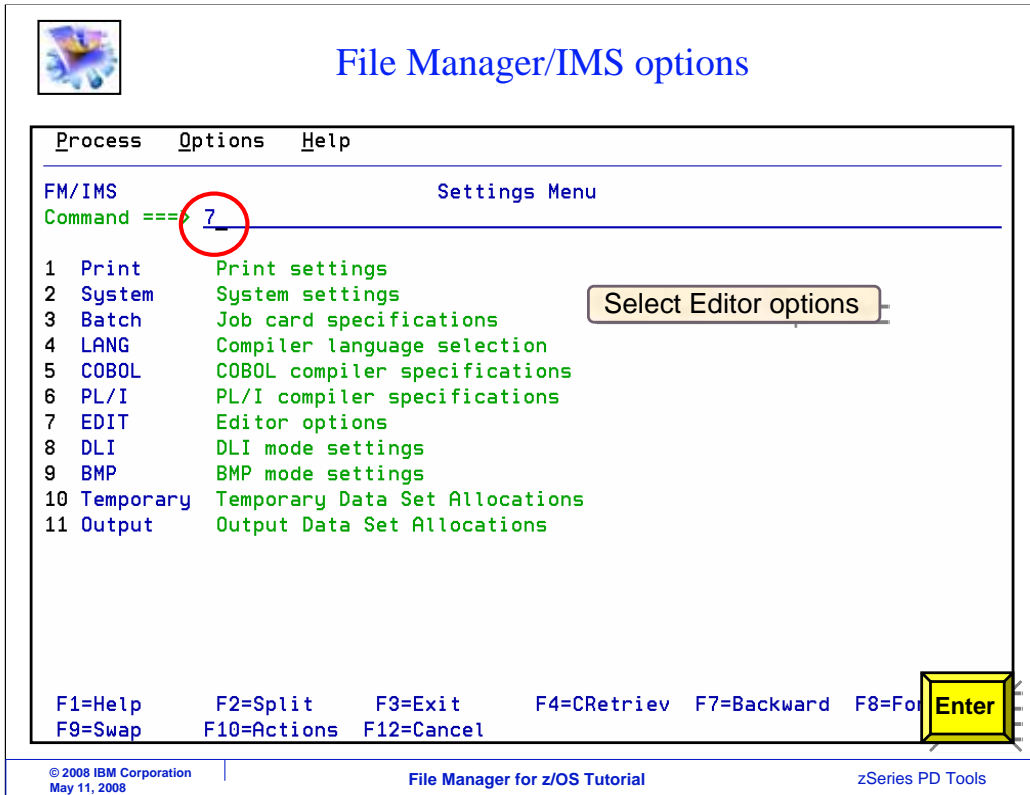 File Manager/IMS options
Process Options Help
FM/IMS Settings Menu
Command ===> 7_
1 Print Print settings
2 System System settings
Select Editor options
3 Batch Job card specifications
4 LANG Compiler language selection
5 COBOL COBOL compiler specifications
6 PL/I PL/I compiler specifications
7 EDIT Editor options
8 DLI DLI mode settings
9 BMP BMP mode settings
10 Temporary Temporary Data Set Allocations
11 Output Output Data Set Allocations
F1=Help F2=Split F3=Exit F4=CRetriev F7=Backward
Enter
F9=Swap F10=Actions F12=Cancel
© 2008 IBM Corporation
May 11, 2008
File Manager for z/OS Tutorial
zSeries PD Tools